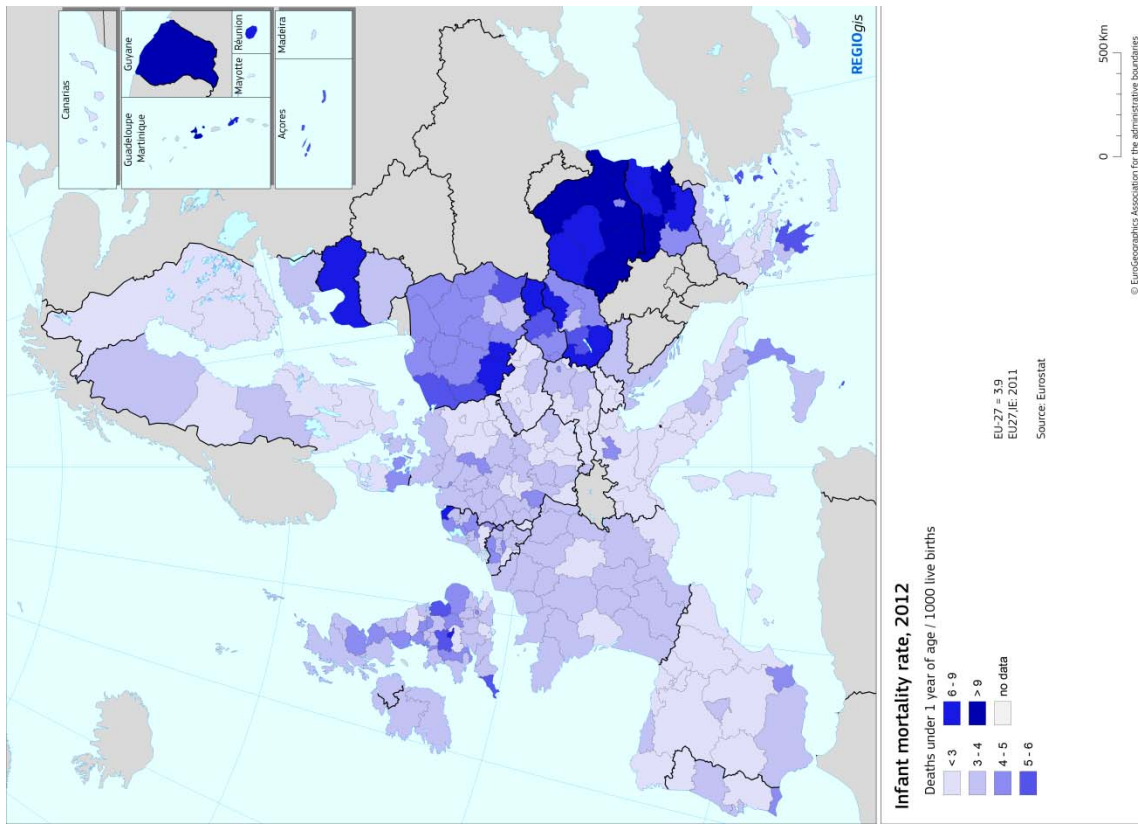 Canarias
Guadeloupe
Martinique
Guyane
Mayotte
Réunion
Açores
Madeira
REGIOgis
Infant mortality rate, 2012
Deaths under 1 year of age / 1000 live births
< 3
3 - 4
4 - 5
5 - 6
6 - 9
> 9
no data
EU-27 = 3.9
EU27,IE: 2011
Source: Eurostat
0 500 Km
© EuroGeographics Association for the administrative boundaries